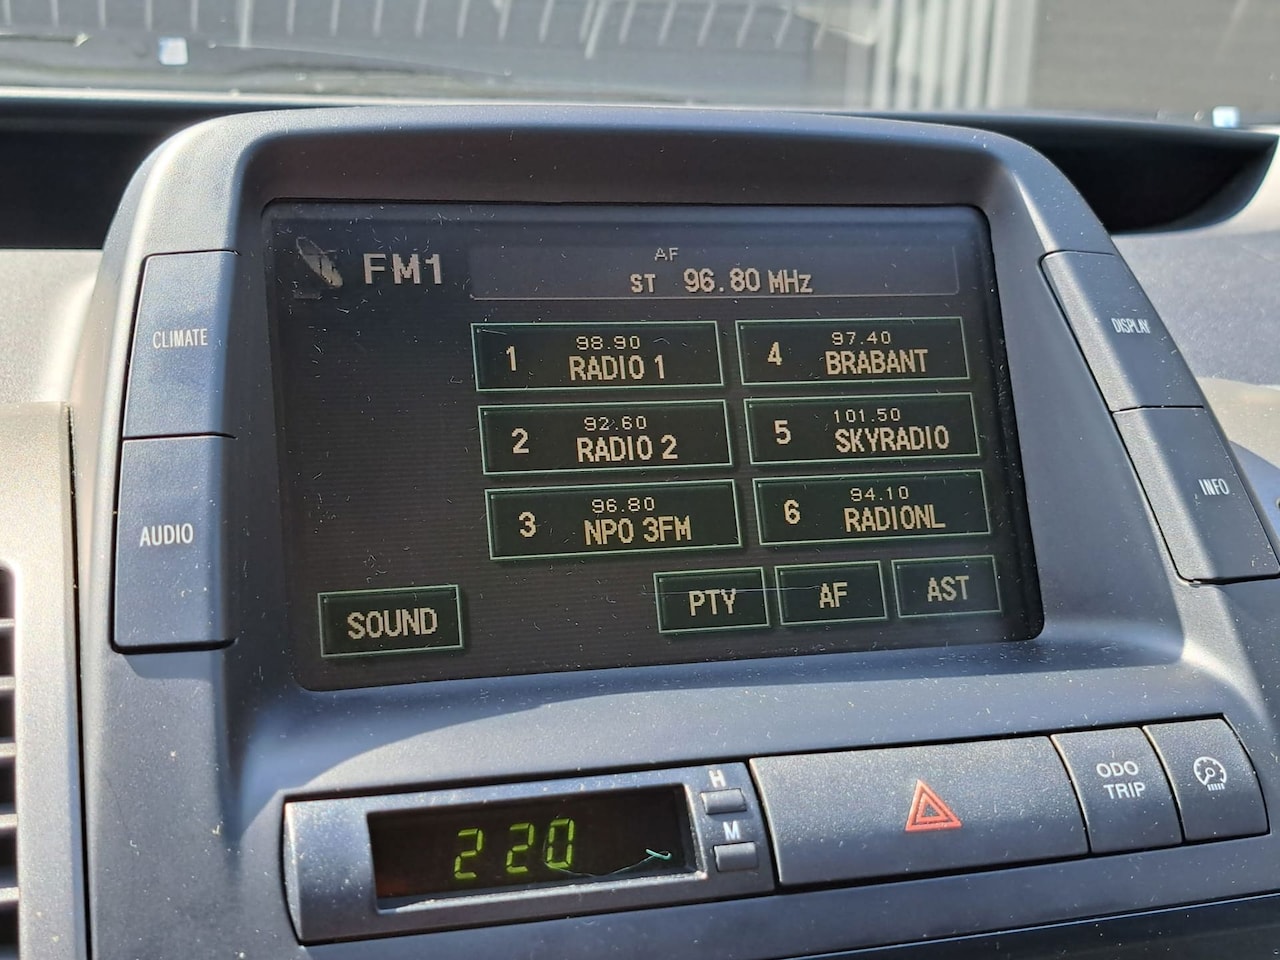 FM1
AF
ST 96.80 MHz
CLIMATE
AUDIO
1 98.90
RADIO 1
2 92.60
RADIO 2
3 96.80
NPO 3FM
4 97.40
BRABANT
5 101.50
SKYRADIO
6 94.10
RADIONL
SOUND
PTY
AF
AST
DISPLAY
INFO
220
H
M
ODO
TRIP